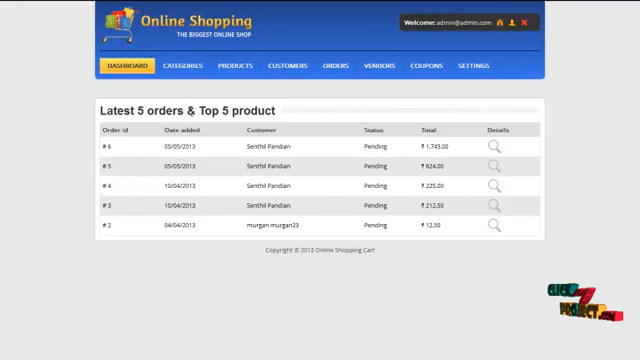 Online Shopping
THE BIGGEST ONLINE SHOP
Welcome: admin@admin.com
DASHBOARD CATEGORIES PRODUCTS CUSTOMERS ORDERS VENDORS COUPONS SETTINGS
Latest 5 orders & Top 5 product
Order id Date added Customer Status Total Details
# 6 05/05/2013 Senthil Pandian Pending ₹ 1,745.00
# 5 05/05/2013 Senthil Pandian Pending ₹ 624.00
# 4 10/04/2013 Senthil Pandian Pending ₹ 225.00
# 3 10/04/2013 Senthil Pandian Pending ₹ 212.50
# 2 04/04/2013 murgan murgan23 Pending ₹ 12.50
Copyright © 2013 Online Shopping Cart
CLICK
PROJECT.COM